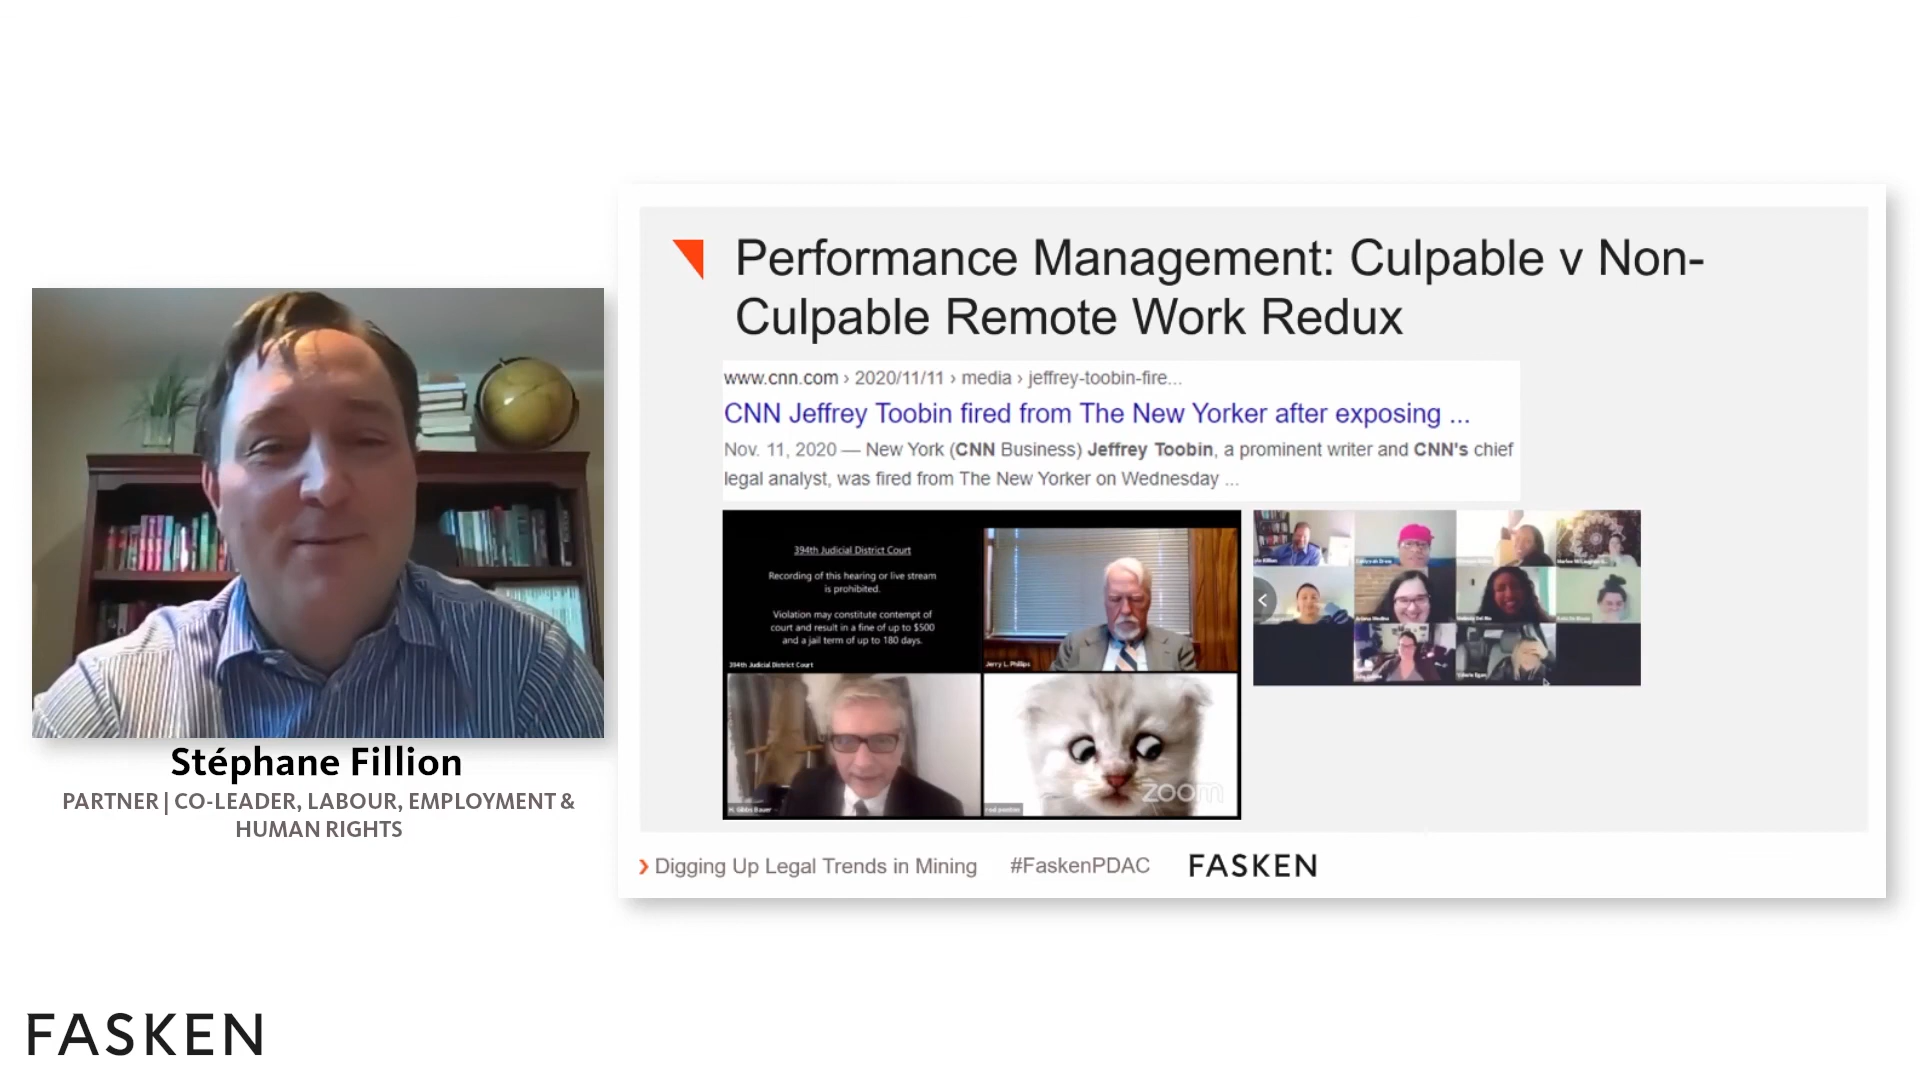 Stéphane Fillion
PARTNER | CO-LEADER, LABOUR, EMPLOYMENT &
HUMAN RIGHTS
FASKEN
Performance Management: Culpable v Non-
Culpable Remote Work Redux
www.cnn.com › 2020/11/11 › media › jeffrey-toobin-fire...
CNN Jeffrey Toobin fired from The New Yorker after exposing ...
Nov. 11, 2020 — New York (CNN Business) Jeffrey Toobin, a prominent writer and CNN's chief
legal analyst, was fired from The New Yorker on Wednesday ...
394th Judicial District Court
Recording of this hearing or live stream
is prohibited.
Violation may constitute contempt of
court and result in a fine of up to $500
and a jail term of up to 180 days.
394th Judicial District Court
Jerry L. Phillips
H. Gibbs Bauer
zoom
Digging Up Legal Trends in Mining
#FaskenPDAC
FASKEN